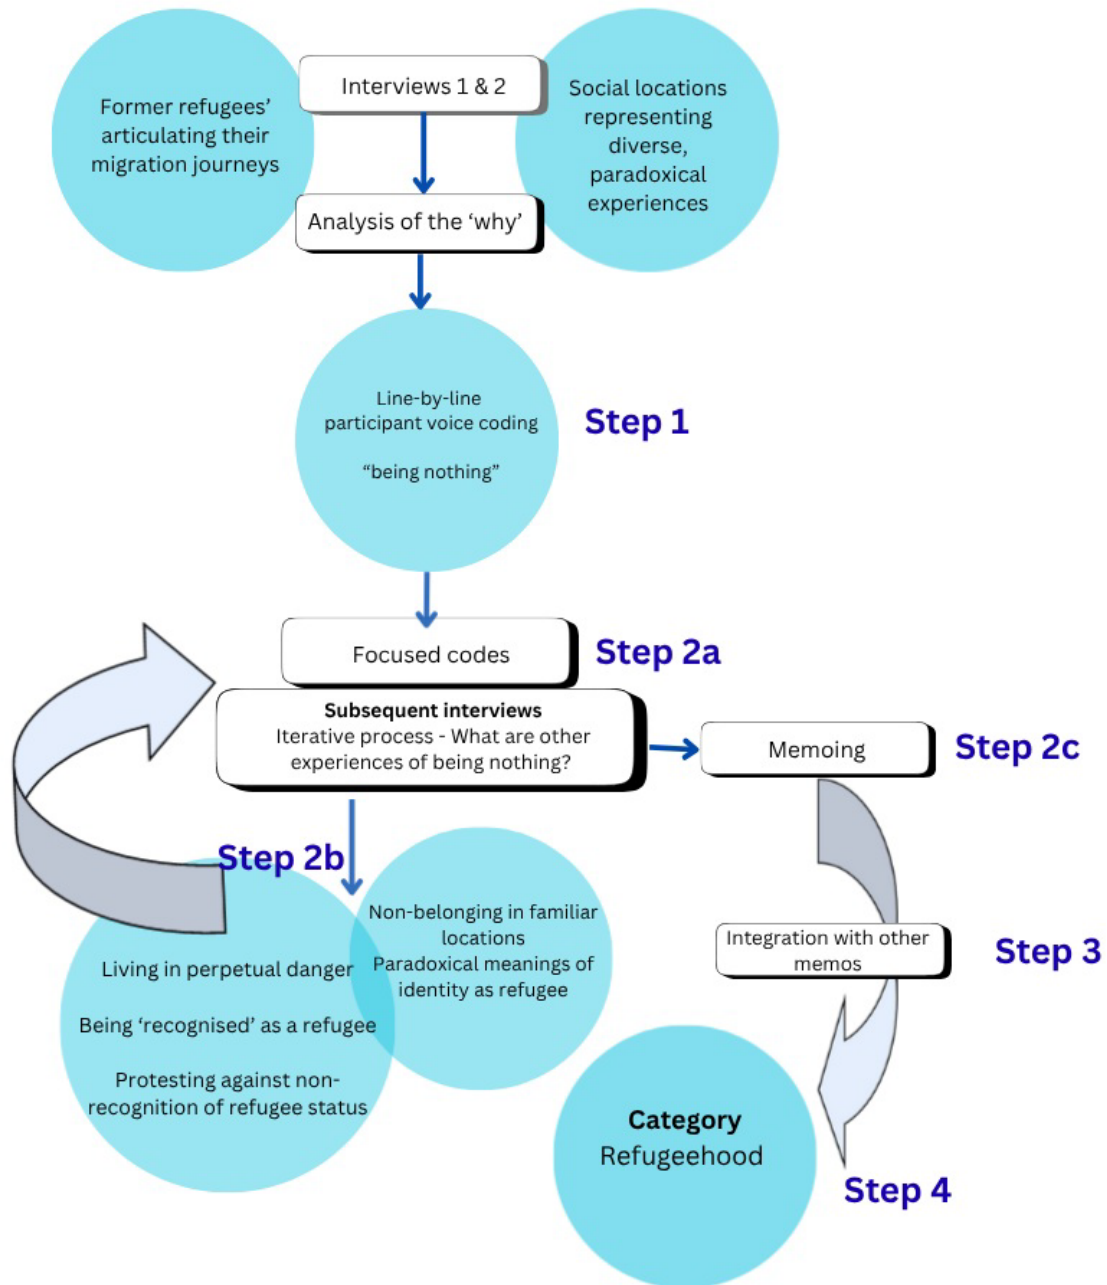 Former refugees’
articulating their
migration journeys
Interviews 1 & 2
Social locations
representing
diverse,
paradoxical
experiences
Analysis of the ‘why’
Line-by-line
participant voice coding
“being nothing”
Step 1
Focused codes
Step 2a
Subsequent interviews
Iterative process - What are other
experiences of being nothing?
Memoing
Step 2c
Step 2b
Living in perpetual danger
Being ‘recognised’ as a refugee
Protesting against non-
recognition of refugee status
Non-belonging in familiar
locations
Paradoxical meanings of
identity as refugee
Integration with other
memos
Step 3
Category
Refugeehood
Step 4